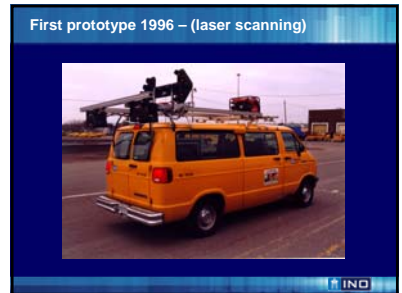 First prototype 1996 – (laser scanning)
INO